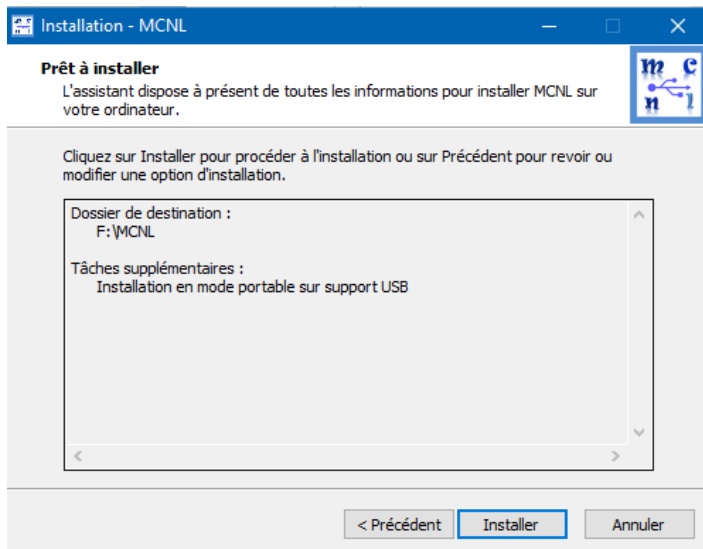 Installation - MCNL
Prêt à installer
L'assistant dispose à présent de toutes les informations pour installer MCNL sur
votre ordinateur.
m c
n l
Cliquez sur Installer pour procéder à l'installation ou sur Précédent pour revoir ou
modifier une option d'installation.
Dossier de destination :
F:\MCNL
Tâches supplémentaires :
Installation en mode portable sur support USB
< Précédent
Installer
Annuler